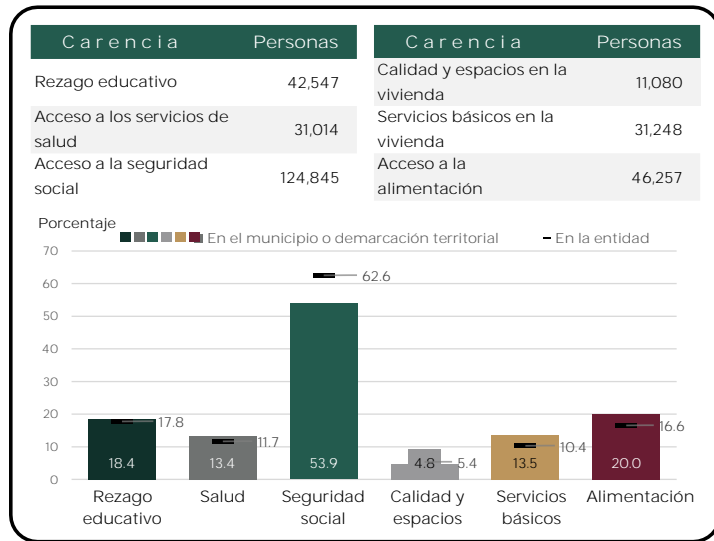 Carencia Personas
Rezago educativo 42,547
Acceso a los servicios de
salud 31,014
Acceso a la seguridad
social 124,845
Carencia Personas
Calidad y espacios en la
vivienda 11,080
Servicios básicos en la
vivienda 31,248
Acceso a la
alimentación 46,257
Porcentaje
En el municipio o demarcación territorial En la entidad
70
60
50
40
30
20
10
0
62.6
17.8
11.7
5.4
10.4
16.6
18.4 13.4 53.9 4.8 13.5 20.0
Rezago
educativo
Salud
Seguridad
social
Calidad y
espacios
Servicios
básicos
Alimentación